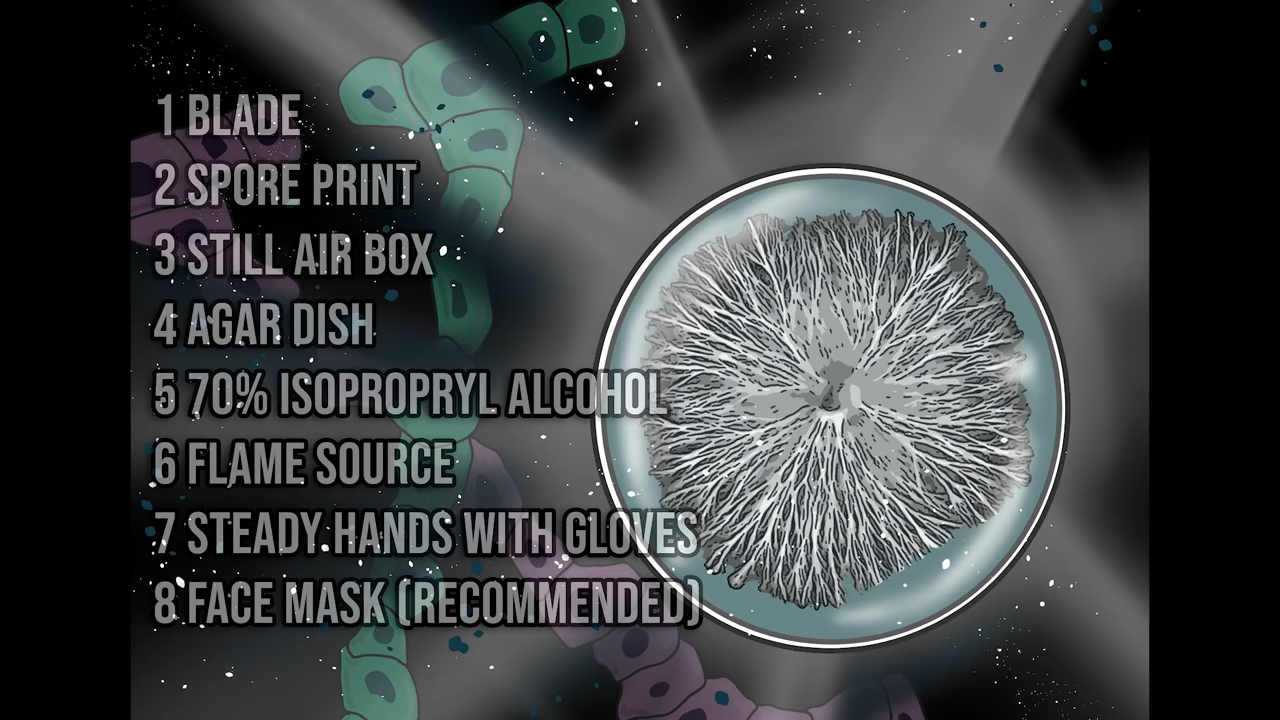 1 BLADE
2 SPORE PRINT
3 STILL AIR BOX
4 AGAR DISH
5 70% ISOPROPRYL ALCOHOL
6 FLAME SOURCE
7 STEADY HANDS WITH GLOVES
8 FACE MASK (RECOMMENDED)